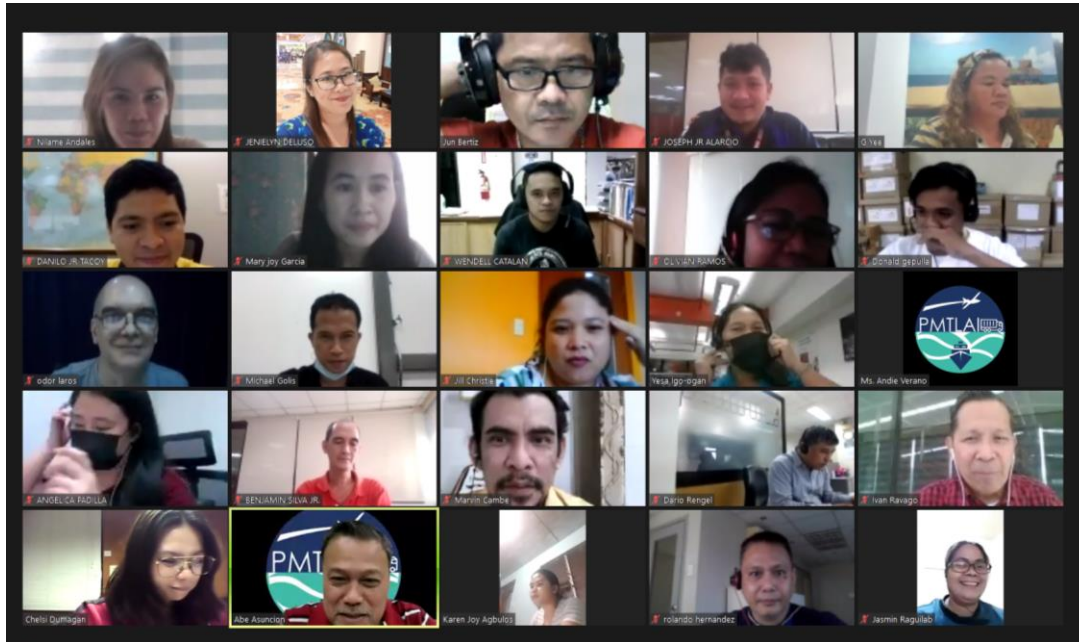 Nilame Andales
JENIELYN DELUSO
Jun Bertiz
JOSEPH JR ALARCIO
G Yee
DANILO JR TACOY
Mary joy Garcia
WENDELL CATALAN
OLIVIAN RAMOS
Donald gepulla
odor laros
Michael Golis
Jill Christia
Yesa Igo-ogan
PMTLAI
Ms. Andie Verano
ANGELICA PADILLA
BENJAMIN SILVA JR.
Marvin Cambe
Dario Rengel
Ivan Ravago
Chelsi Dumagan
PMT
Abe Asuncion
Karen Joy Agbulos
rolando hernandez
Jasmin Raguilab